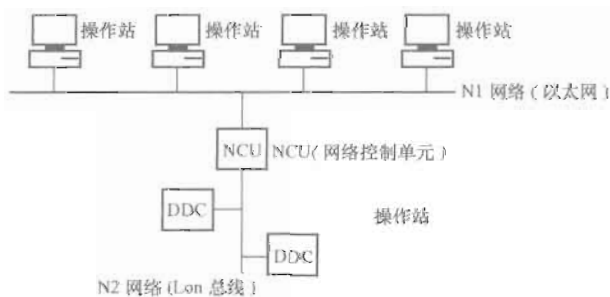 操作站 操作站 操作站 操作站
N1 网络 ( 以太网 )
NCU NCU( 网络控制单元 )
DDC
操作站
DDC
N2 网络 (Lon 总线 )